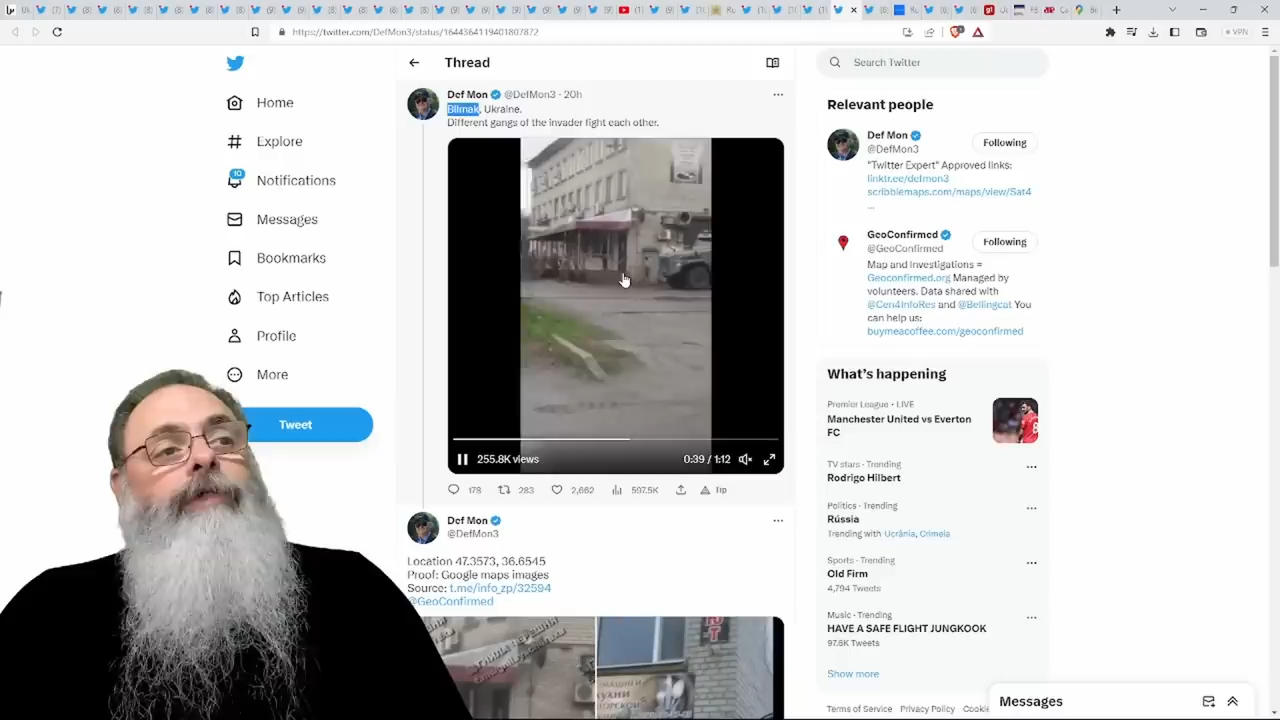 https://twitter.com/DefMon3/status/1644364119401807872
VPN
Home
Explore
10
Notifications
Messages
Bookmarks
Top Articles
Profile
More
Tweet
Thread
Def Mon @DefMon3 · 20h
Bilmak, Ukraine.
Different gangs of the invader fight each other.
255.8K views
0:39 / 1:12
178
283
2,662
597.5K
Tip
Def Mon
@DefMon3
Location 47.3573, 36.6545
Proof: Google maps images
Source: t.me/info_zp/32594
@GeoConfirmed
Search Twitter
Relevant people
Def Mon
@DefMon3
Following
"Twitter Expert" Approved links:
linktr.ee/defmon3
scribblemaps.com/maps/view/Sat4
...
GeoConfirmed
@GeoConfirmed
Following
Map and Investigations =
Geoconfirmed.org Managed by
volunteers. Data shared with
@Cen4InfoRes and @Bellingcat You
can help us:
buymeacoffee.com/geoconfirmed
What's happening
Premier League · LIVE
Manchester United vs Everton
FC
TV stars · Trending
Rodrigo Hilbert
Politics · Trending
Rússia
Trending with Ucrânia, Crimeia
Sports · Trending
Old Firm
4,794 Tweets
Music · Trending
HAVE A SAFE FLIGHT JUNGKOOK
97.6K Tweets
Show more
Terms of Service Privacy Policy Cookie
Messages